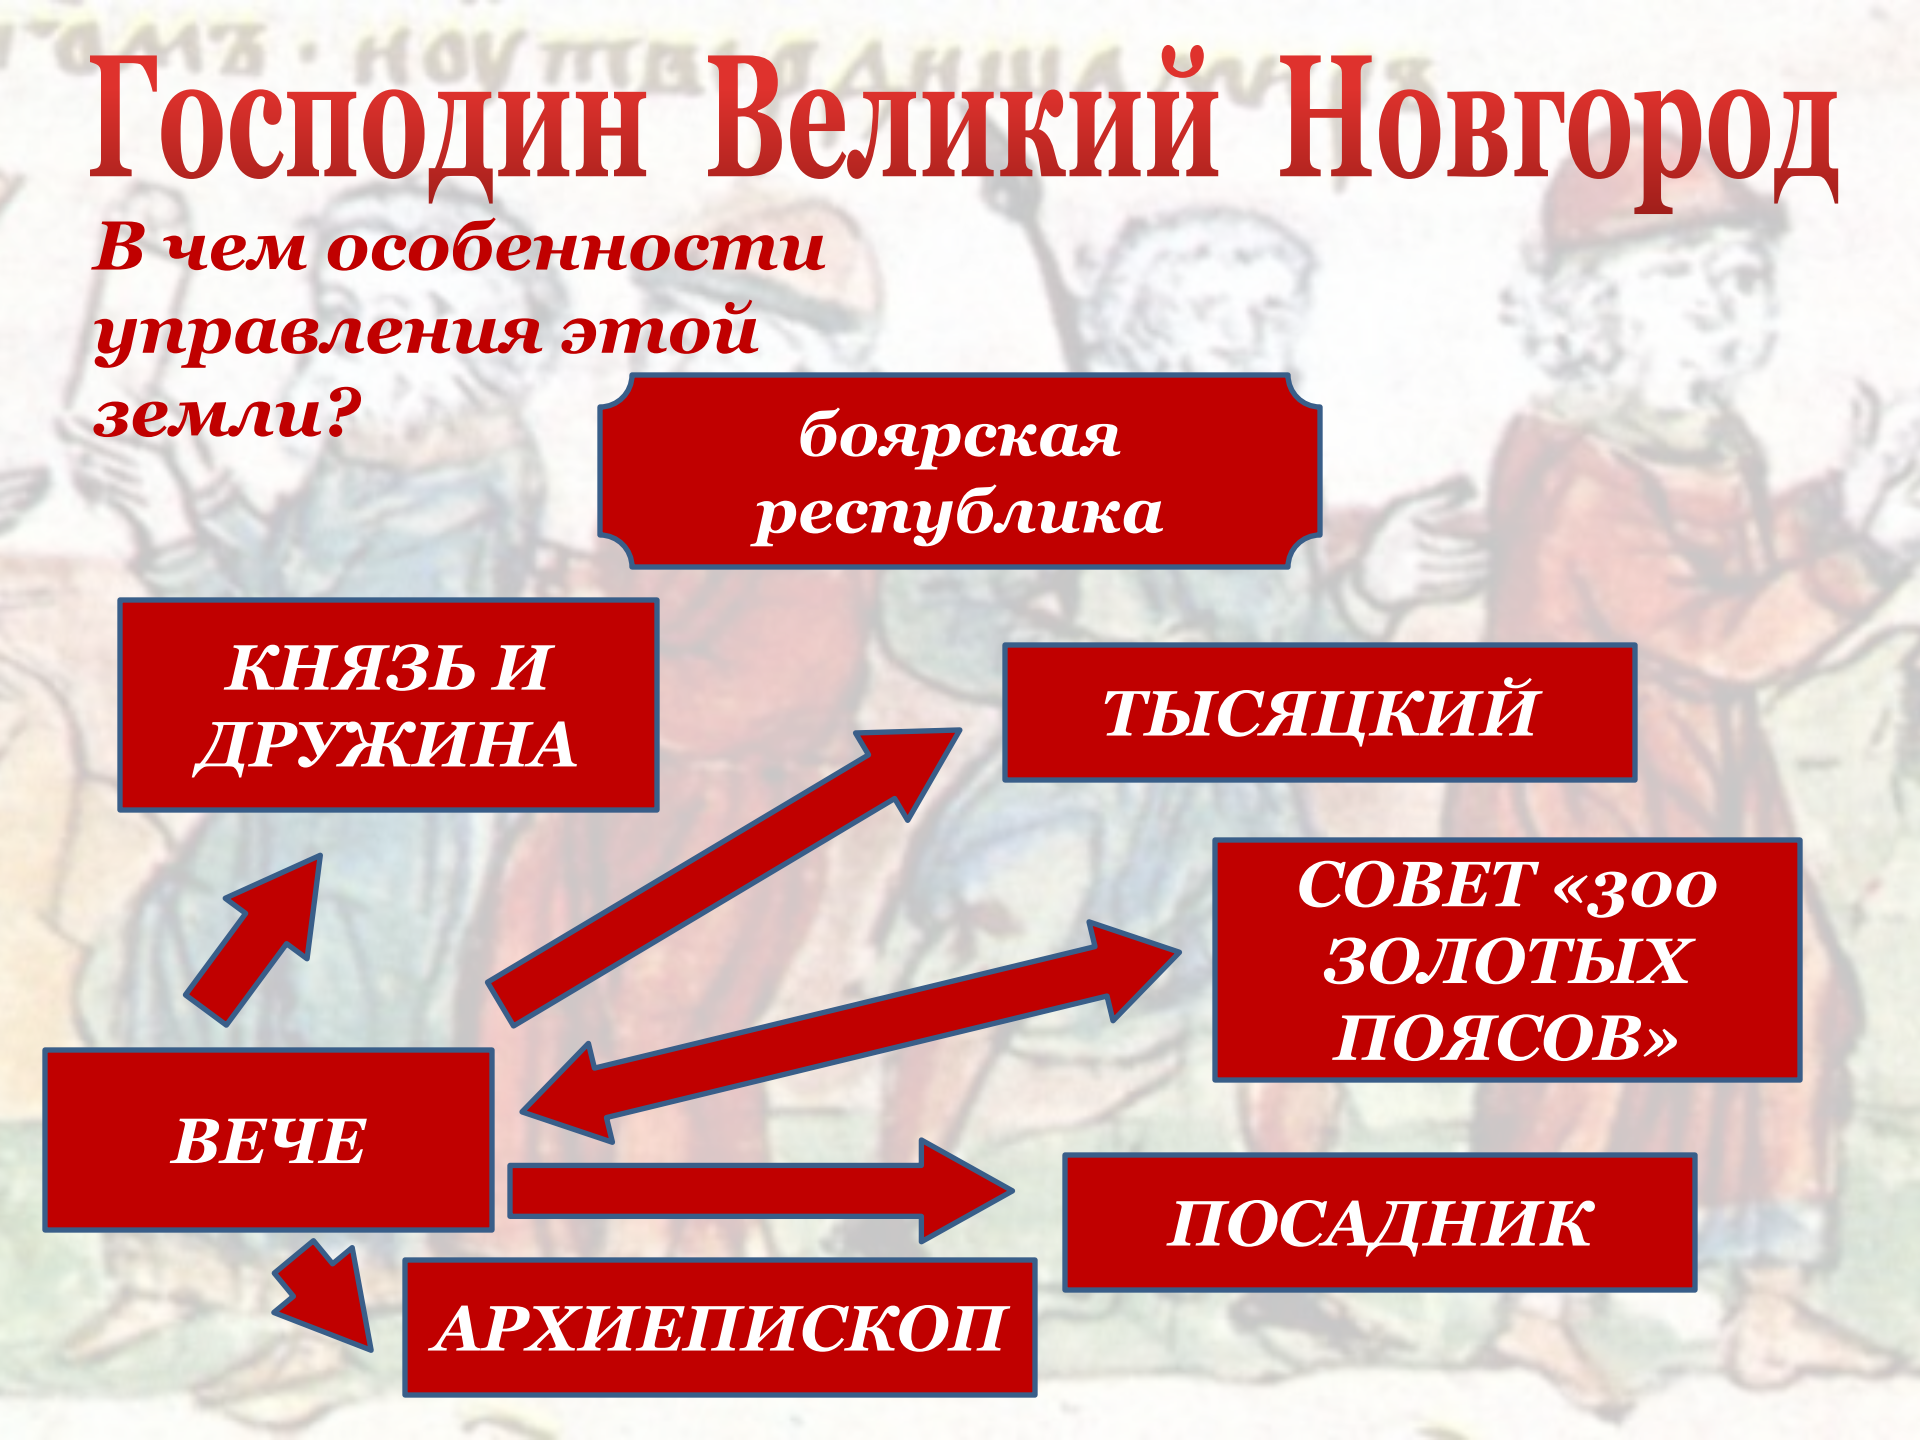 Господин Великий Новгород
В чем особенности
управления этой
земли?
боярская
республика
КНЯЗЬ И
ДРУЖИНА
ТЫСЯЦКИЙ
СОВЕТ «300
ЗОЛОТЫХ
ПОЯСОВ»
ВЕЧЕ
ПОСАДНИК
АРХИЕПИСКОП